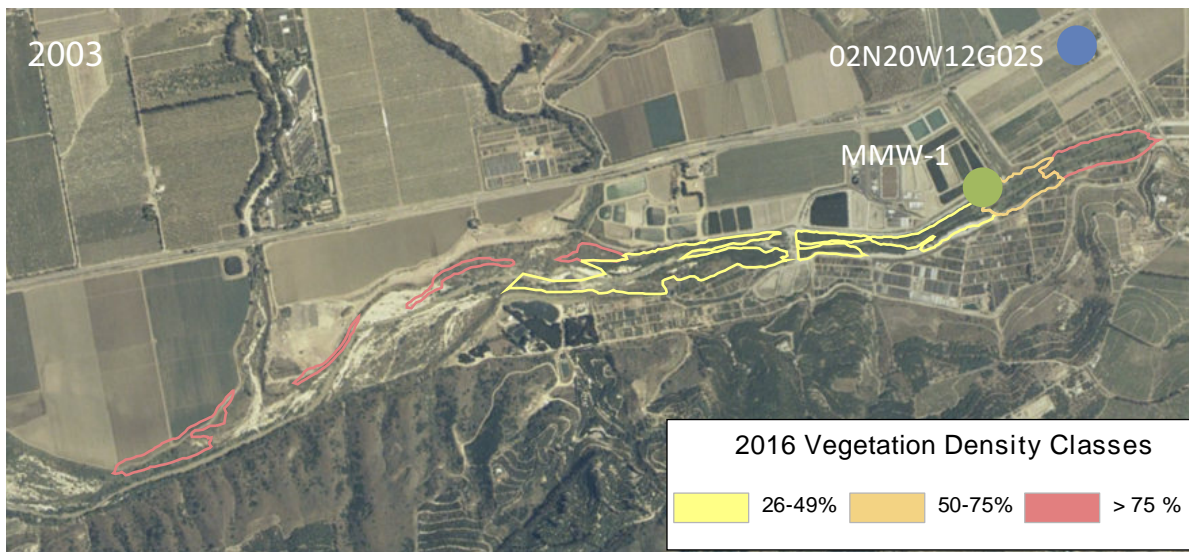 2003
02N20W12G02S
MMW-1
2016 Vegetation Density Classes
26-49%
50-75%
> 75 %